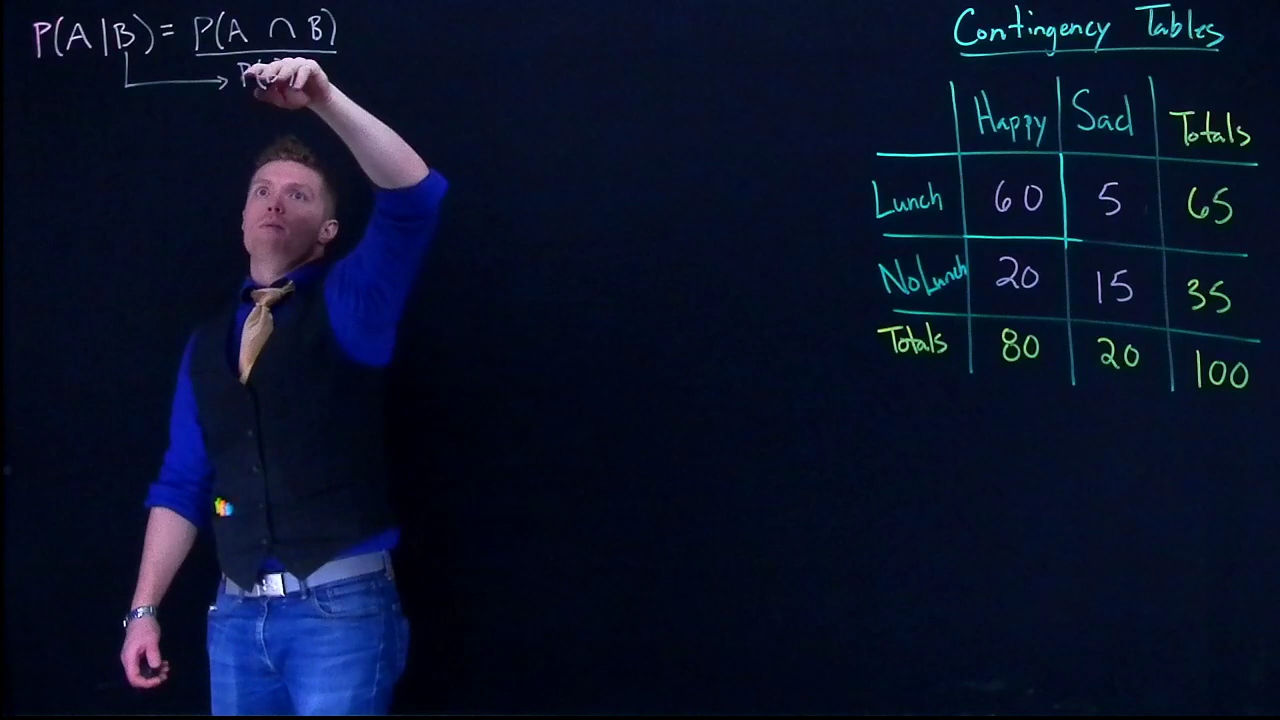 P(A | B) = P(A ∩ B)
P(B)
Contingency Tables
Happy Sad Totals
Lunch 60 5 65
No Lunch 20 15 35
Totals 80 20 100